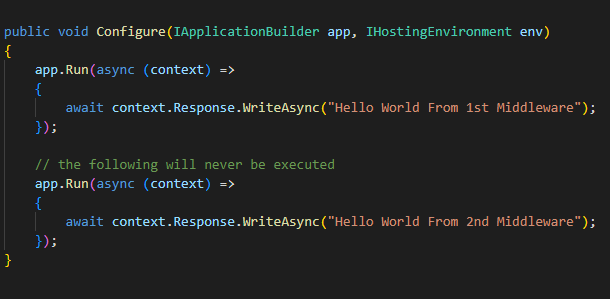 public void Configure(IApplicationBuilder app, IHostingEnvironment env)
{
    app.Run(async (context) =>
    {
        await context.Response.WriteAsync("Hello World From 1st Middleware");
    });

    // the following will never be executed
    app.Run(async (context) =>
    {
        await context.Response.WriteAsync("Hello World From 2nd Middleware");
    });
}